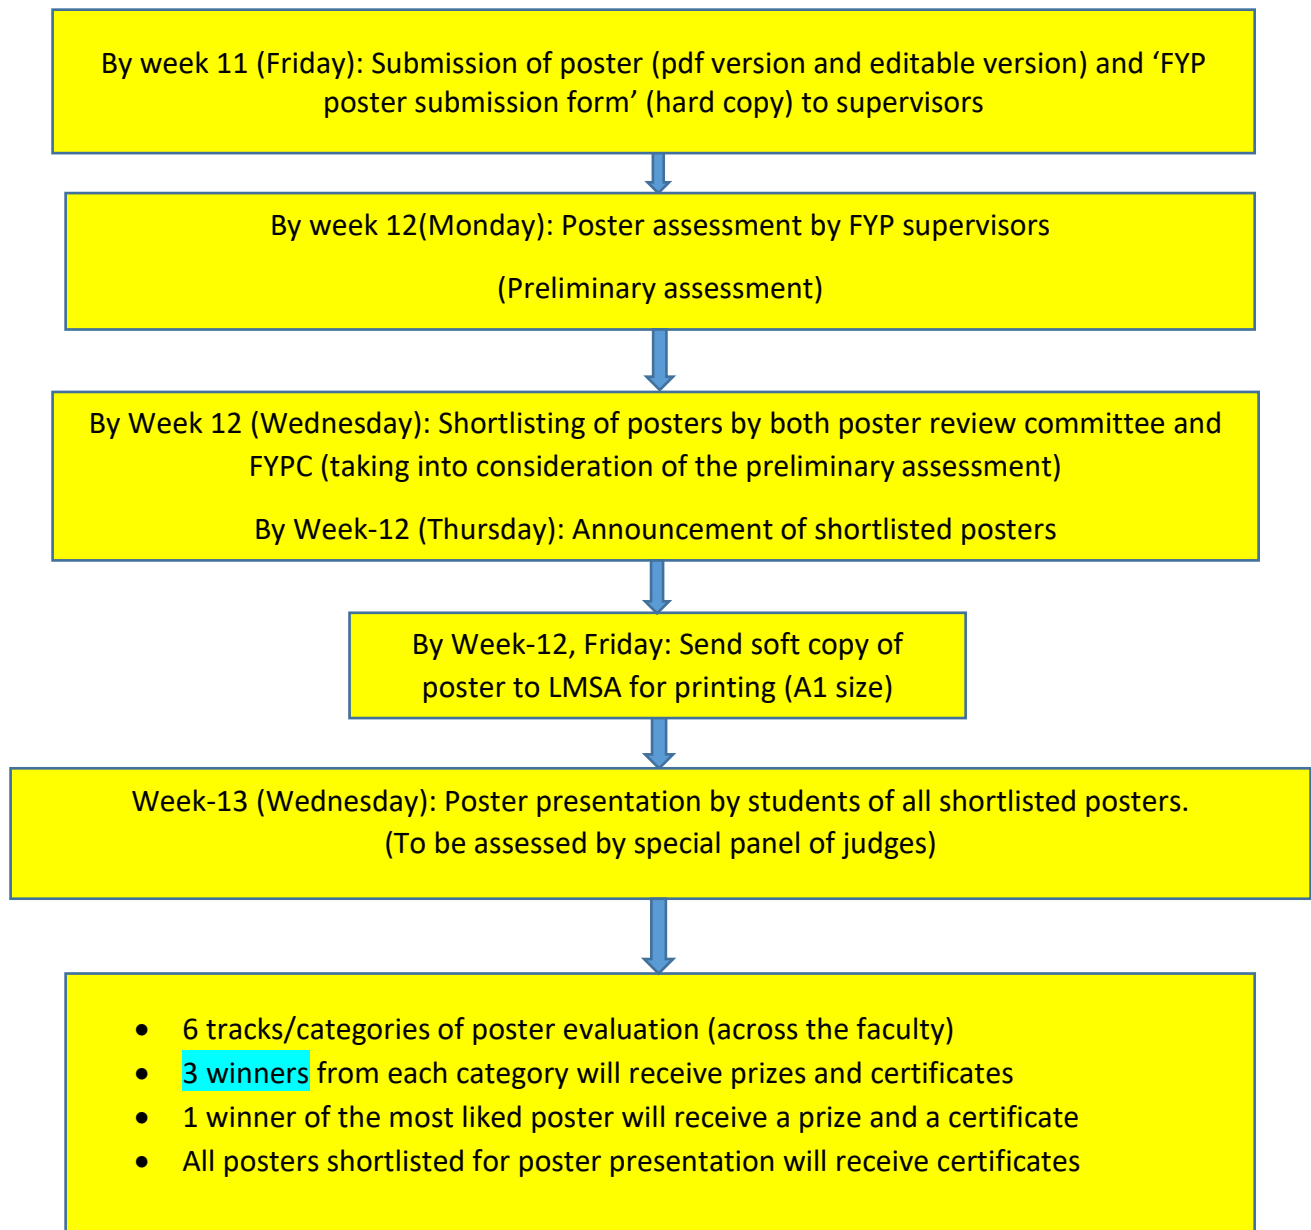 By week 11 (Friday): Submission of poster (pdf version and editable version) and ‘FYP
poster submission form’ (hard copy) to supervisors
By week 12(Monday): Poster assessment by FYP supervisors
(Preliminary assessment)
By Week 12 (Wednesday): Shortlisting of posters by both poster review committee and
FYPC (taking into consideration of the preliminary assessment)
By Week-12 (Thursday): Announcement of shortlisted posters
By Week-12, Friday: Send soft copy of
poster to LMSA for printing (A1 size)
Week-13 (Wednesday): Poster presentation by students of all shortlisted posters.
(To be assessed by special panel of judges)
• 6 tracks/categories of poster evaluation (across the faculty)
• 3 winners from each category will receive prizes and certificates
• 1 winner of the most liked poster will receive a prize and a certificate
• All posters shortlisted for poster presentation will receive certificates